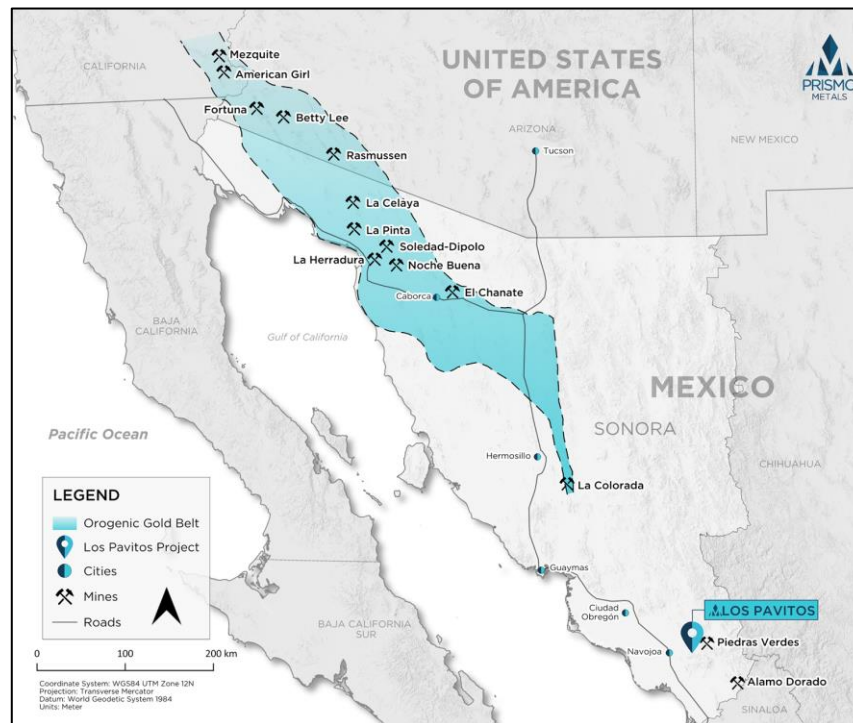 UNITED STATES
OF AMERICA
PRISMO
METALS
CALIFORNIA
Mezquite
American Girl
Fortuna
Betty Lee
ARIZONA
NEW MEXICO
Tucson
Rasmussen
La Celaya
La Pinta
Soledad-Dipolo
La Herradura
Noche Buena
El Chanate
Caborca
BAJA
CALIFORNIA
Gulf of California
MEXICO
SONORA
Pacific Ocean
Hermosillo
CHIHUAHUA
La Colorada
LEGEND
Orogenic Gold Belt
Los Pavitos Project
Cities
Mines
Roads
Guaymas
LOS PAVITOS
Ciudad
Obregón
BAJA CALIFORNIA
SUR
Navojoa
Piedras Verdes
Alamo Dorado
SINALOA
0 100 200 km
Coordinate System: WGS84 UTM Zone 12N
Projection: Transverse Mercator
Datum: World Geodetic System 1984
Units: Meter